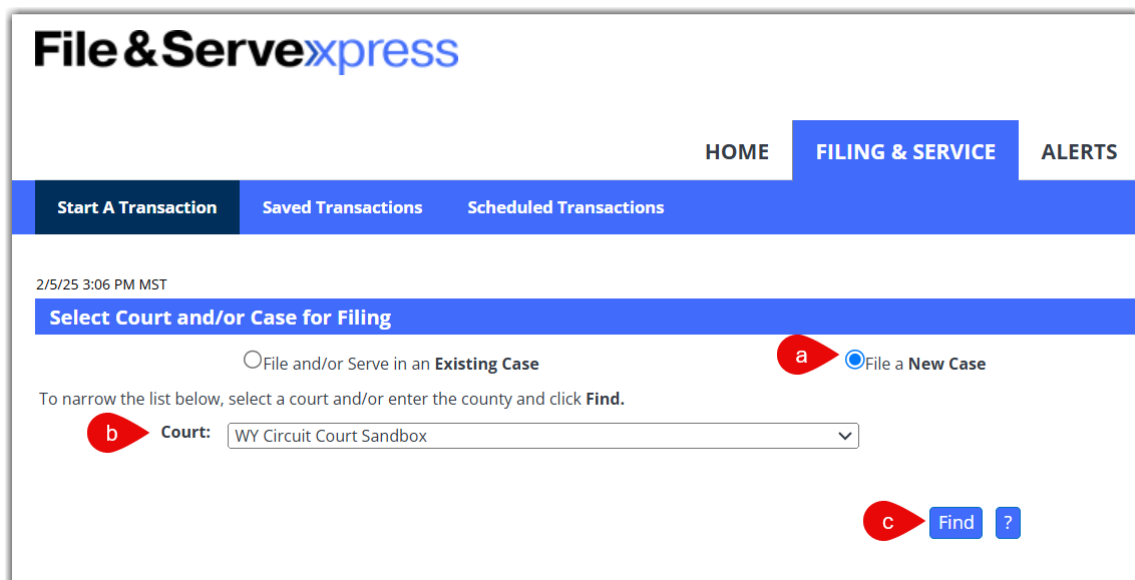 File & Servexpress
HOME FILING & SERVICE ALERTS
Start A Transaction Saved Transactions Scheduled Transactions
2/5/25 3:06 PM MST
Select Court and/or Case for Filing
File and/or Serve in an Existing Case a File a New Case
To narrow the list below, select a court and/or enter the county and click Find.
b Court: WY Circuit Court Sandbox
c Find ?